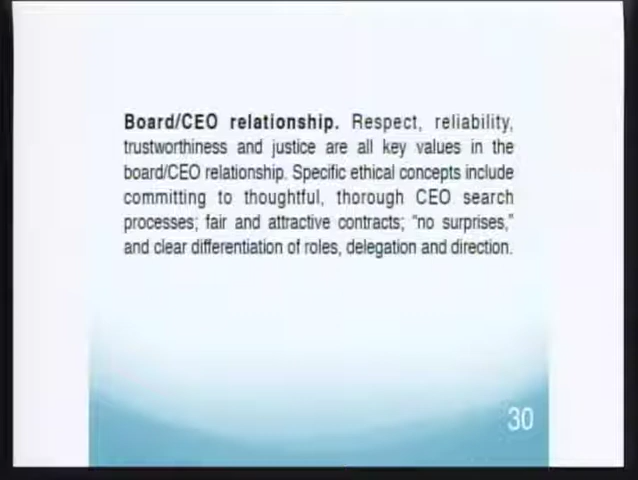 Board/CEO relationship. Respect, reliability,
trustworthiness and justice are all key values in the
board/CEO relationship. Specific ethical concepts include
committing to thoughtful, thorough CEO search
processes; fair and attractive contracts; “no surprises,”
and clear differentiation of roles, delegation and direction.
30